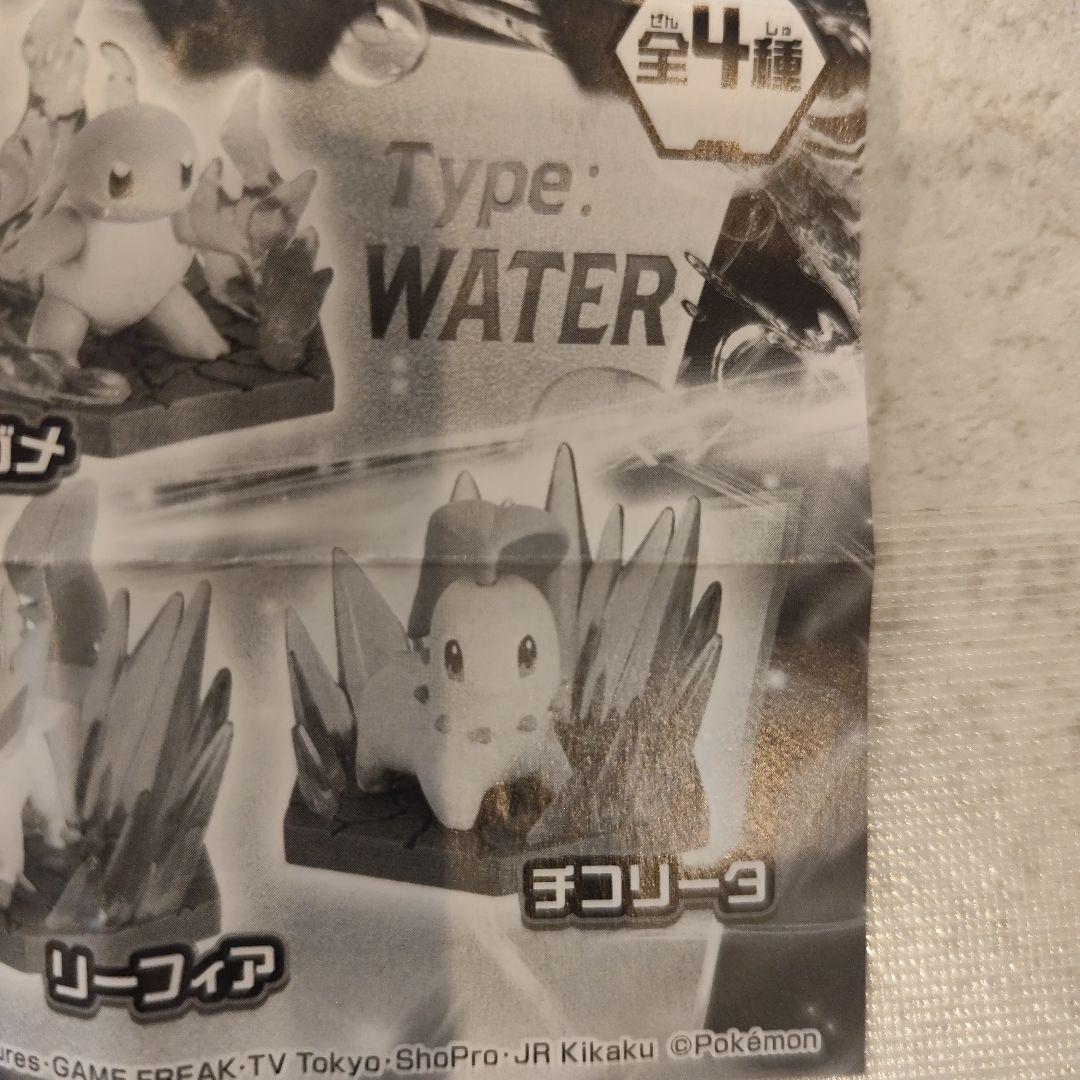 ぜん しゅ
全4種
Type:
WATER
ガメ
チコリータ
リーフィア
ures·GAME FREAK·TV Tokyo·ShoPro·JR Kikaku ©Pokémon